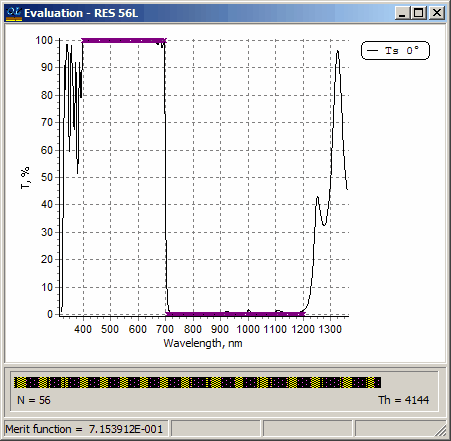 OL Evaluation - RES 56L
Ts 0°
100
90
80
70
60
50
40
30
20
10
0
T, %
400 500 600 700 800 900 1000 1100 1200 1300
Wavelength, nm
N = 56 Th = 4144
Merit function = 7.153912E-001